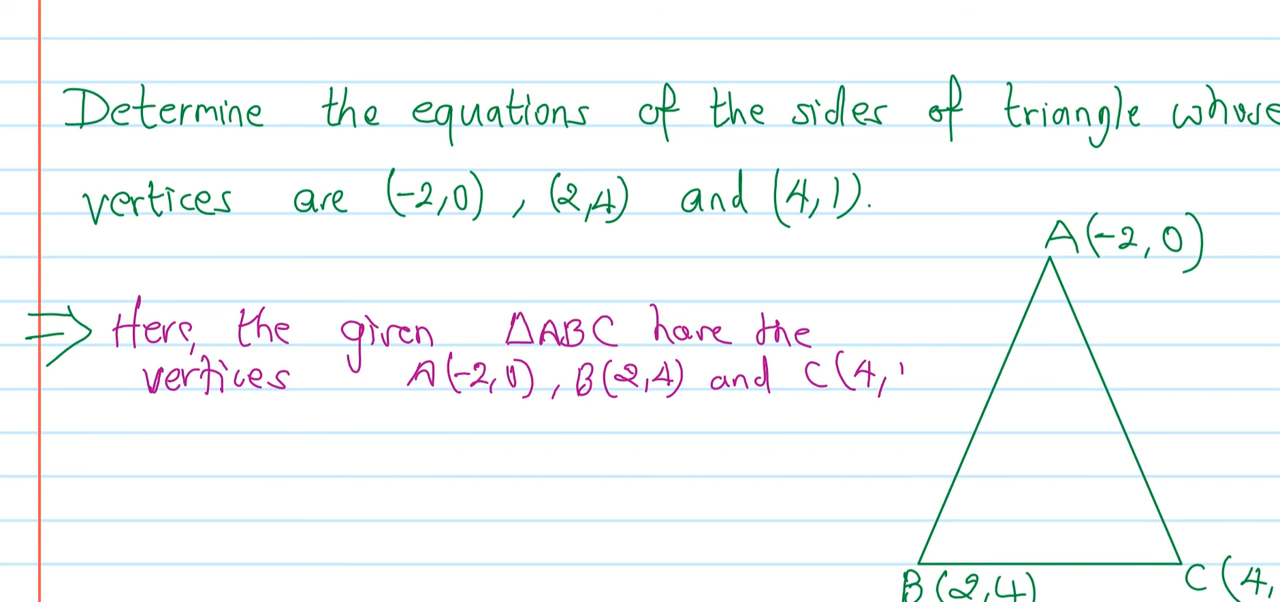 Determine the equations of the sides of triangle whose
vertices are (-2,0), (2,4) and (4,1).
A(-2,0)
⇒ Here, the given △ABC have the
vertices A(-2,0), B(2,4) and C(4,
B(2,4)
C(4,